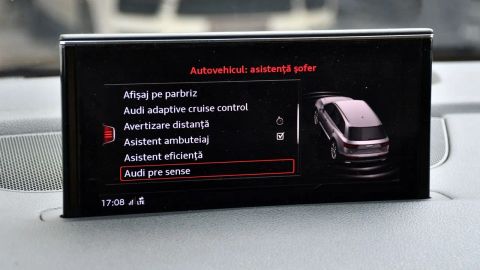 Autovehicul: asistență șofer
Afișaj pe parbriz
Audi adaptive cruise control
Avertizare distanță
Asistent ambuteiaj
Asistent eficiență
Audi pre sense
17:08 LTE